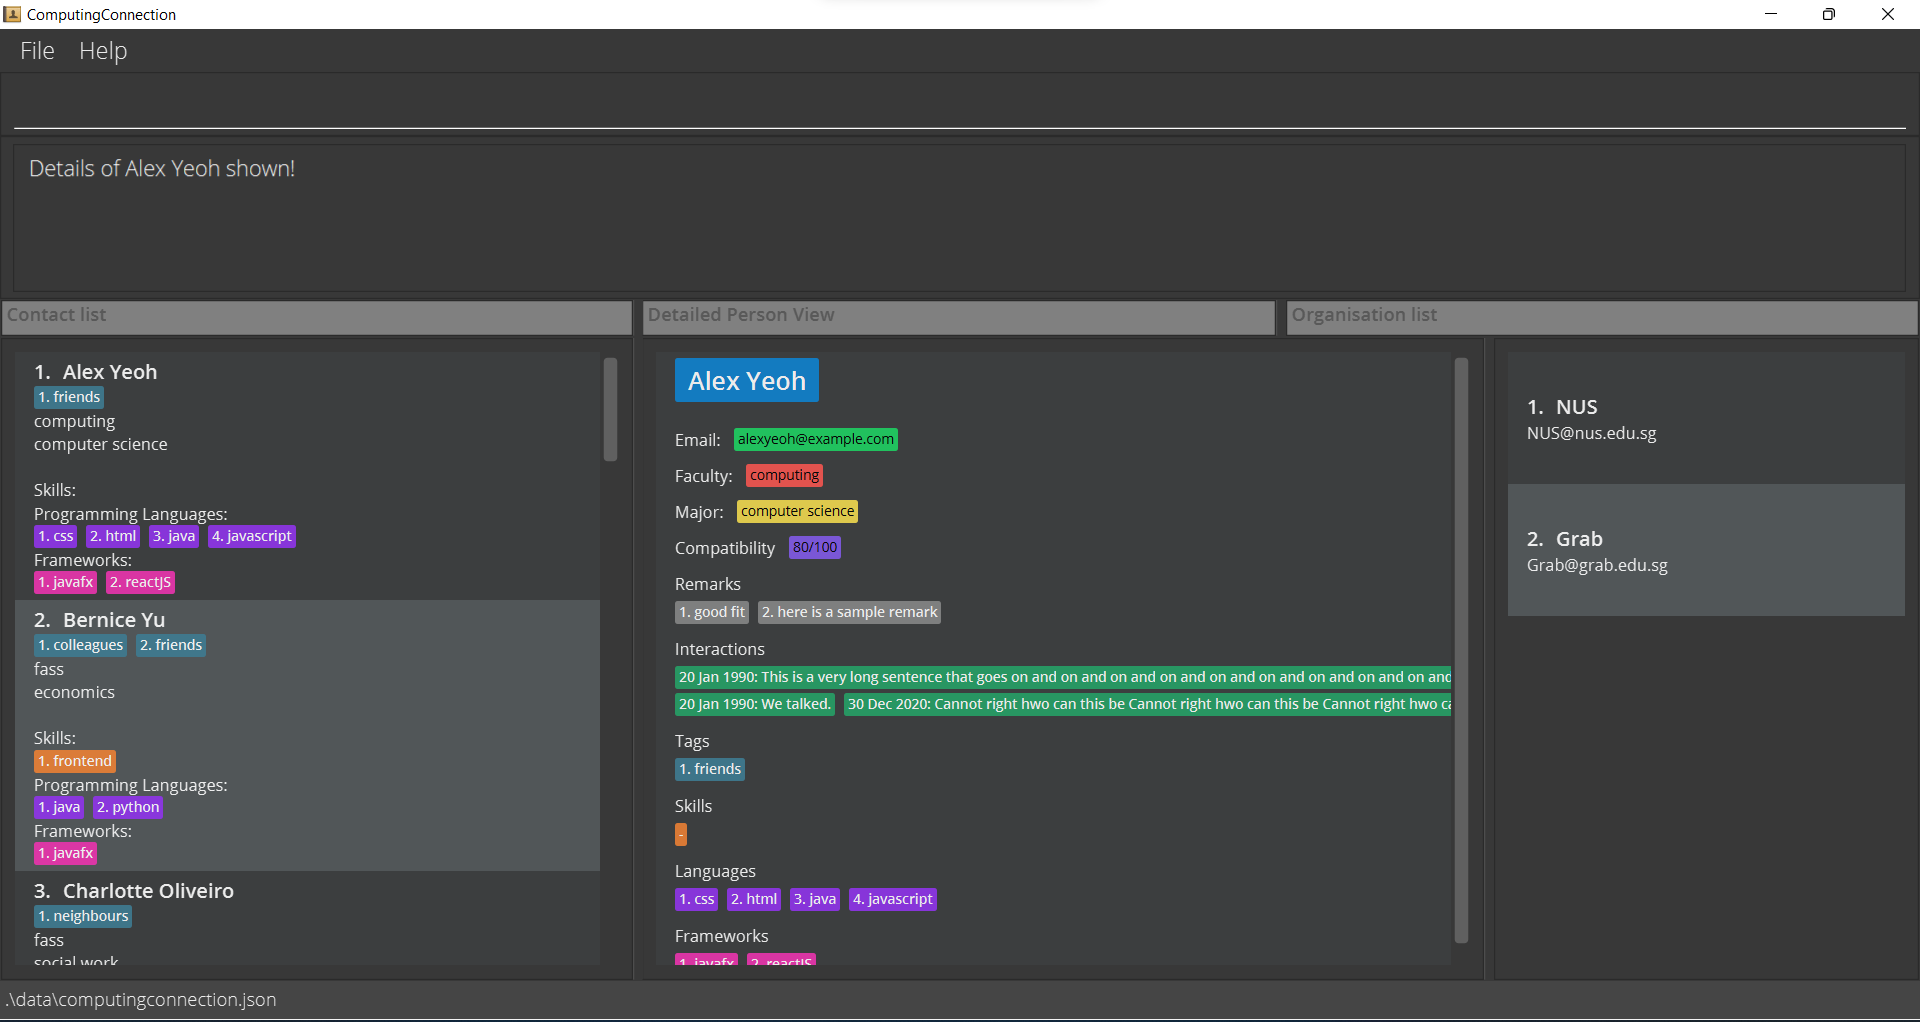 ComputingConnection
File Help
Details of Alex Yeoh shown!
Contact list
1. Alex Yeoh
1. friends
computing
computer science
Skills:
Programming Languages:
1. css 2. html 3. java 4. javascript
Frameworks:
1. javafx 2. reactJS
2. Bernice Yu
1. colleagues 2. friends
fass
economics
Skills:
1. frontend
Programming Languages:
1. java 2. python
Frameworks:
1. javafx
3. Charlotte Oliveiro
1. neighbours
fass
social work
Detailed Person View
Alex Yeoh
Email: alexyeoh@example.com
Faculty: computing
Major: computer science
Compatibility 80/100
Remarks
1. good fit 2. here is a sample remark
Interactions
20 Jan 1990: This is a very long sentence that goes on and on and on and on and on and on and on and on and
20 Jan 1990: We talked. 30 Dec 2020: Cannot right hwo can this be Cannot right hwo can this be Cannot right hwo
Tags
1. friends
Skills
-
Languages
1. css 2. html 3. java 4. javascript
Frameworks
1. javafx 2. reactJS
Organisation list
1. NUS
NUS@nus.edu.sg
2. Grab
Grab@grab.edu.sg
.\data\computingconnection.json